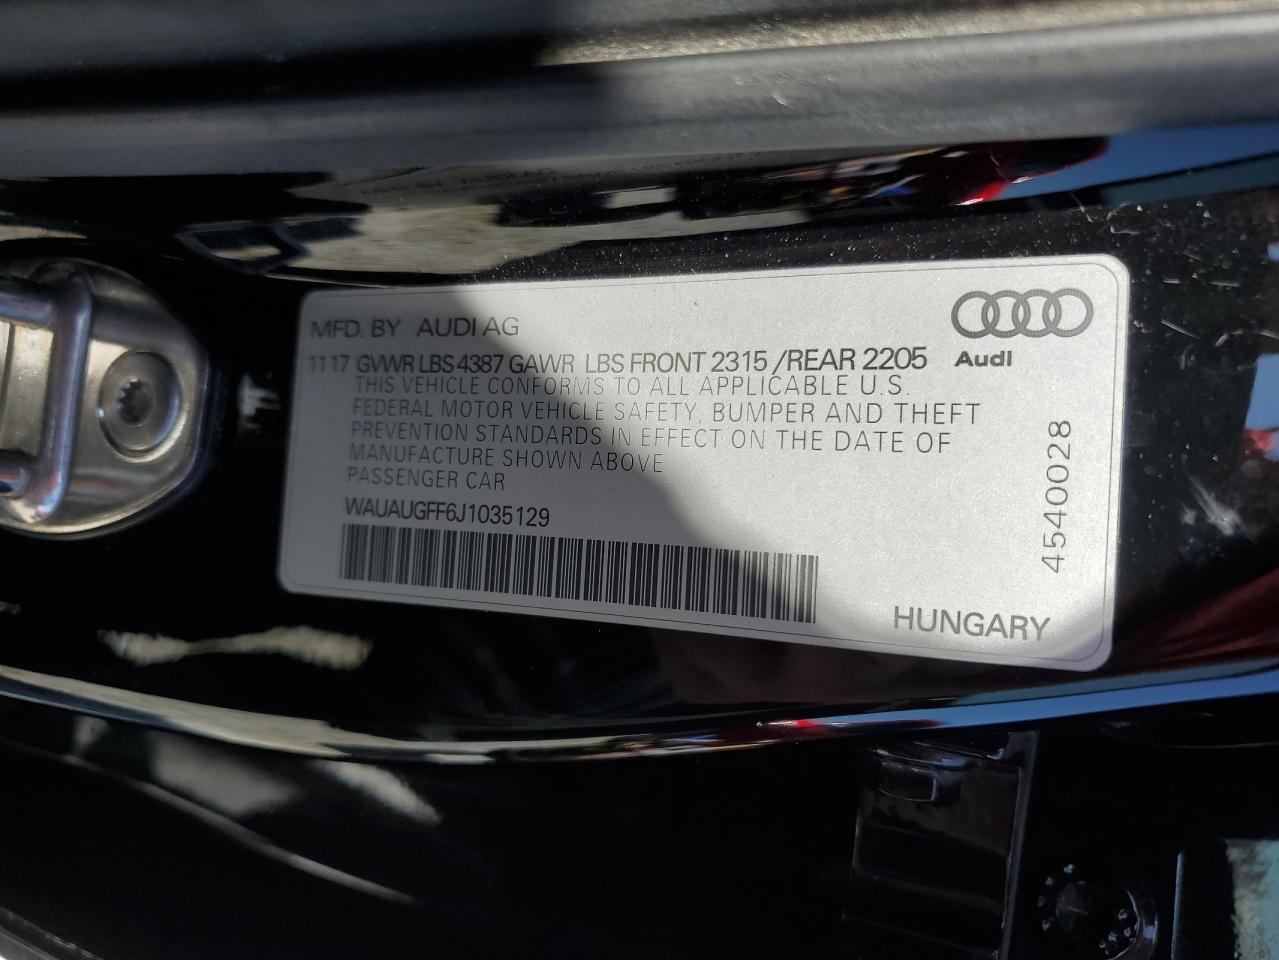 MFD. BY AUDI AG
11 17 GVWR LBS 4387 GAWR LBS FRONT 2315 /REAR 2205
Audi
THIS VEHICLE CONFORMS TO ALL APPLICABLE U.S.
FEDERAL MOTOR VEHICLE SAFETY, BUMPER AND THEFT
PREVENTION STANDARDS IN EFFECT ON THE DATE OF
MANUFACTURE SHOWN ABOVE
PASSENGER CAR
WAUAUGFF6J1035129
4540028
HUNGARY